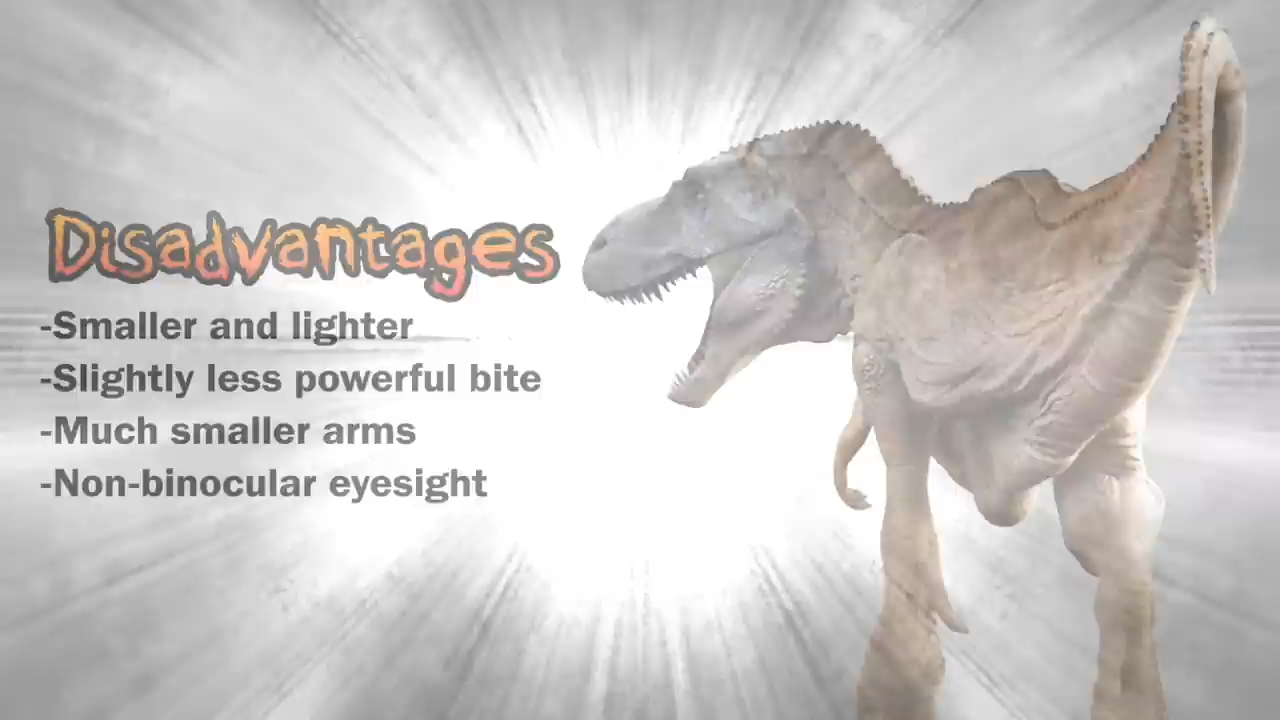 Disadvantages
-Smaller and lighter
-Slightly less powerful bite
-Much smaller arms
-Non-binocular eyesight